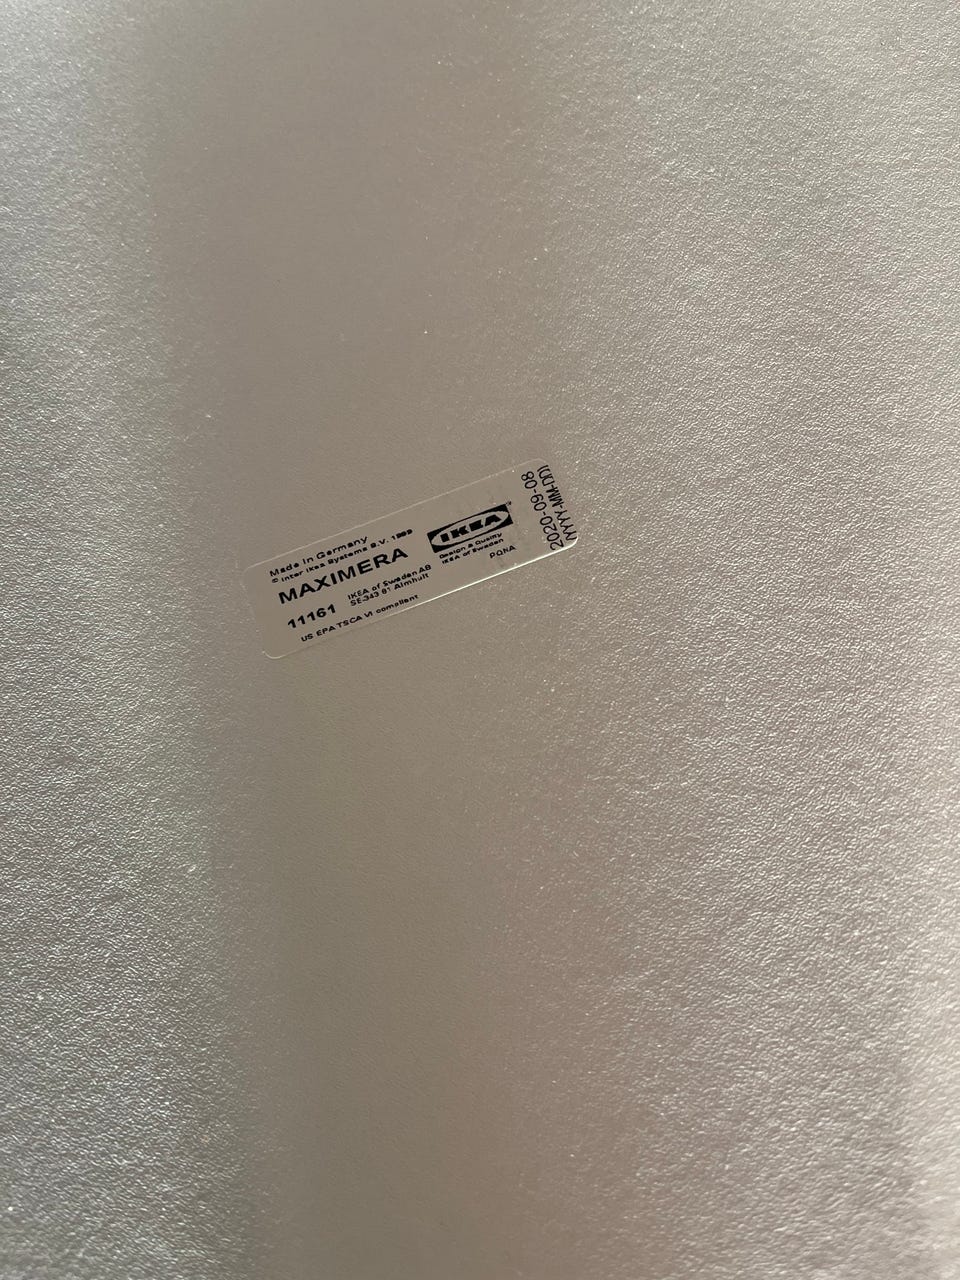 Made in Germany
© Inter Ikea Systems B.V. 1999
MAXIMERA
11161
IKEA of Sweden AB
SE-343 81 Älmhult
US EPA TSCA VI compliant
IKEA®
Design & Quality
IKEA of Sweden
PQNA
2020-09-08
(YYYY-MM-DD)